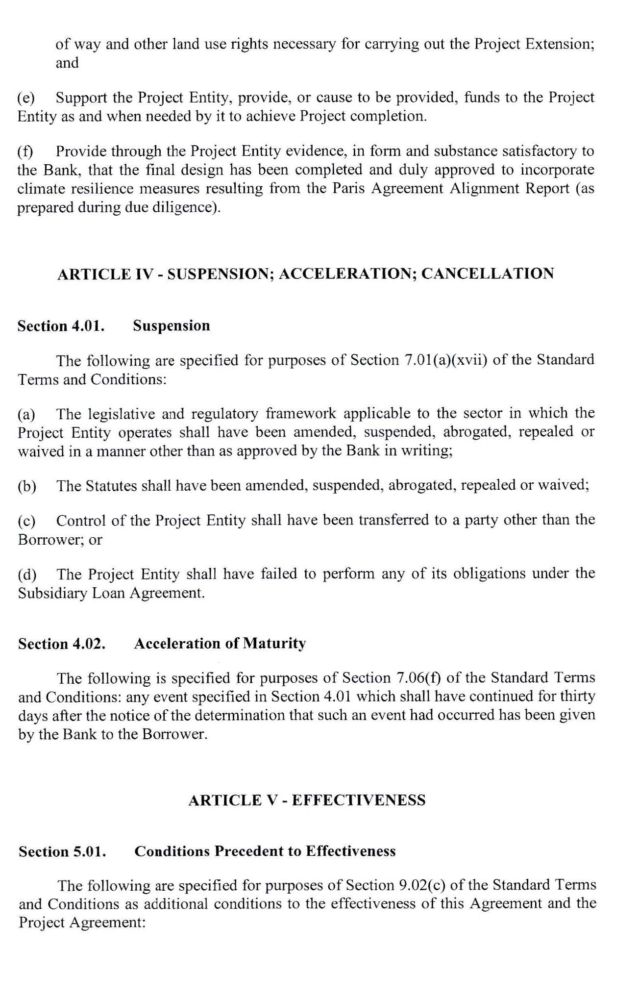 of way and other land use rights necessary for carrying out the Project Extension;
and
(e) Support the Project Entity, provide, or cause to be provided, funds to the Project
Entity as and when needed by it to achieve Project completion.
(f) Provide through the Project Entity evidence, in form and substance satisfactory to
the Bank, that the final design has been completed and duly approved to incorporate
climate resilience measures resulting from the Paris Agreement Alignment Report (as
prepared during due diligence).
ARTICLE IV - SUSPENSION; ACCELERATION; CANCELLATION
Section 4.01. Suspension
The following are specified for purposes of Section 7.01(a)(xvii) of the Standard
Terms and Conditions:
(a) The legislative and regulatory framework applicable to the sector in which the
Project Entity operates shall have been amended, suspended, abrogated, repealed or
waived in a manner other than as approved by the Bank in writing;
(b) The Statutes shall have been amended, suspended, abrogated, repealed or waived;
(c) Control of the Project Entity shall have been transferred to a party other than the
Borrower; or
(d) The Project Entity shall have failed to perform any of its obligations under the
Subsidiary Loan Agreement.
Section 4.02. Acceleration of Maturity
The following is specified for purposes of Section 7.06(f) of the Standard Terms
and Conditions: any event specified in Section 4.01 which shall have continued for thirty
days after the notice of the determination that such an event had occurred has been given
by the Bank to the Borrower.
ARTICLE V - EFFECTIVENESS
Section 5.01. Conditions Precedent to Effectiveness
The following are specified for purposes of Section 9.02(c) of the Standard Terms
and Conditions as additional conditions to the effectiveness of this Agreement and the
Project Agreement: